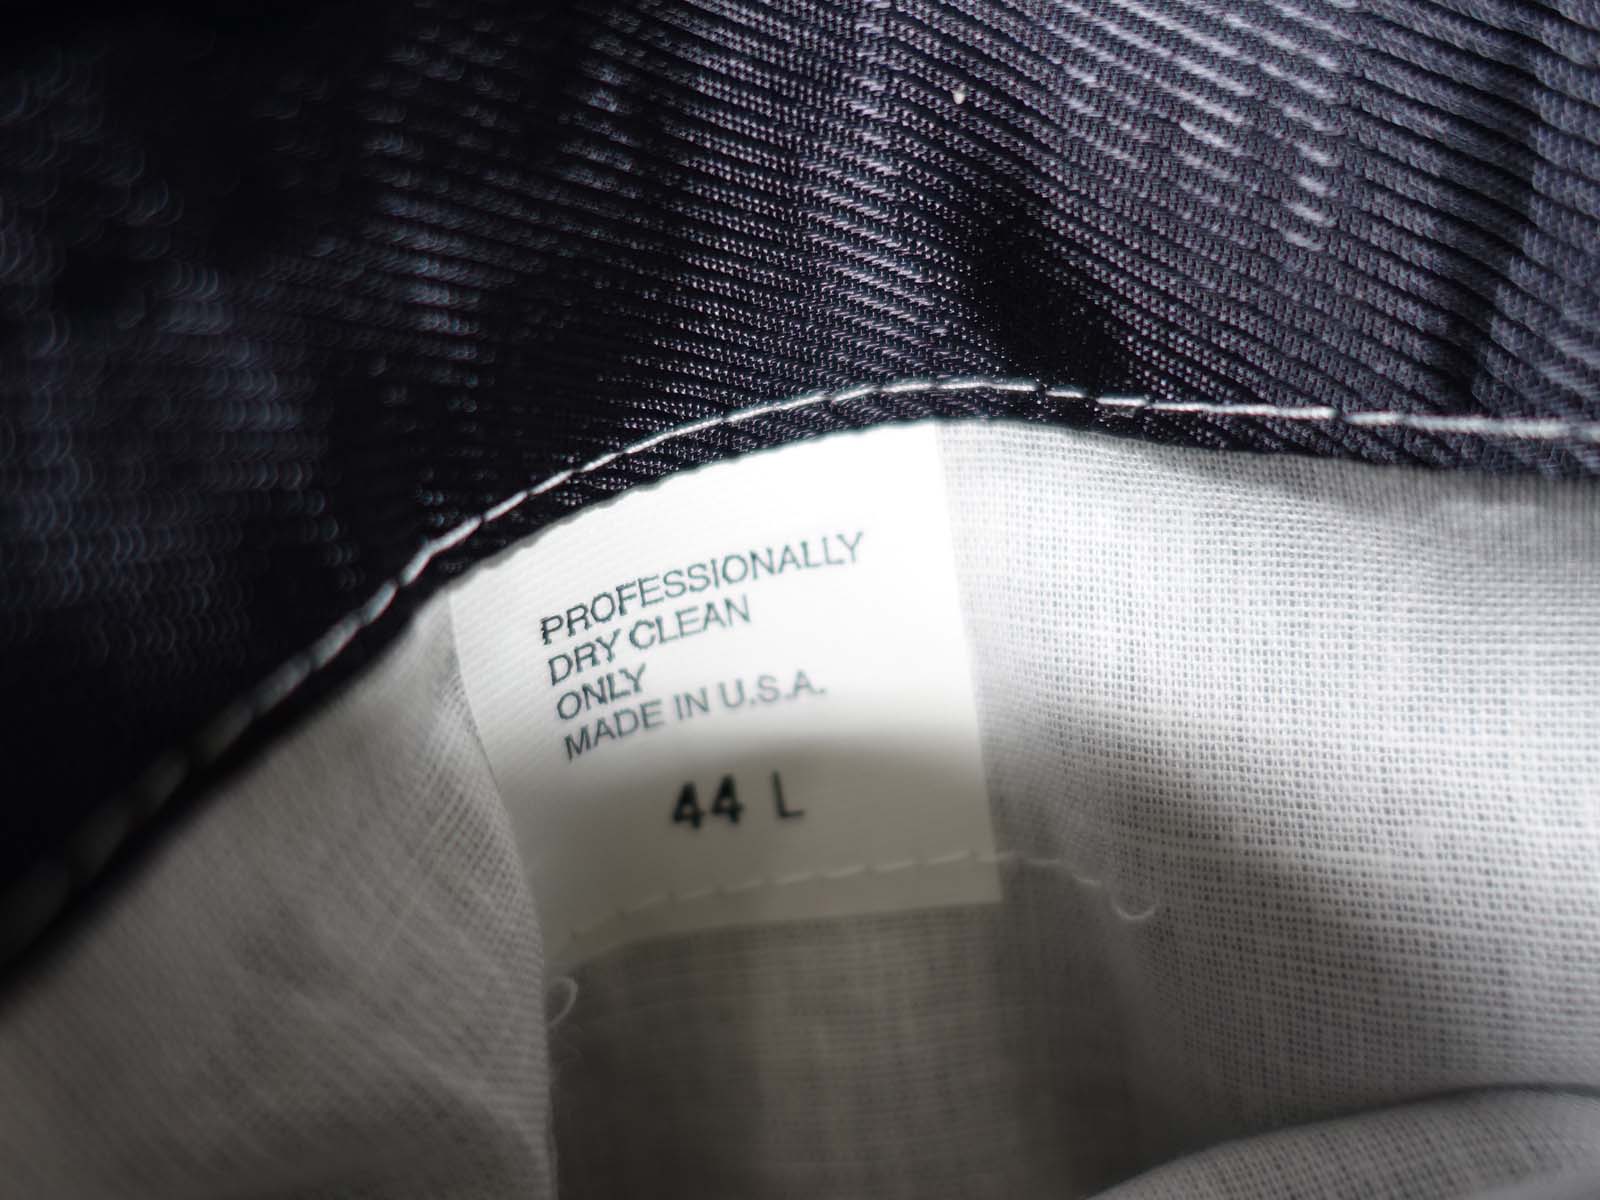 PROFESSIONALLY
DRY CLEAN
ONLY
MADE IN U.S.A.
44 L